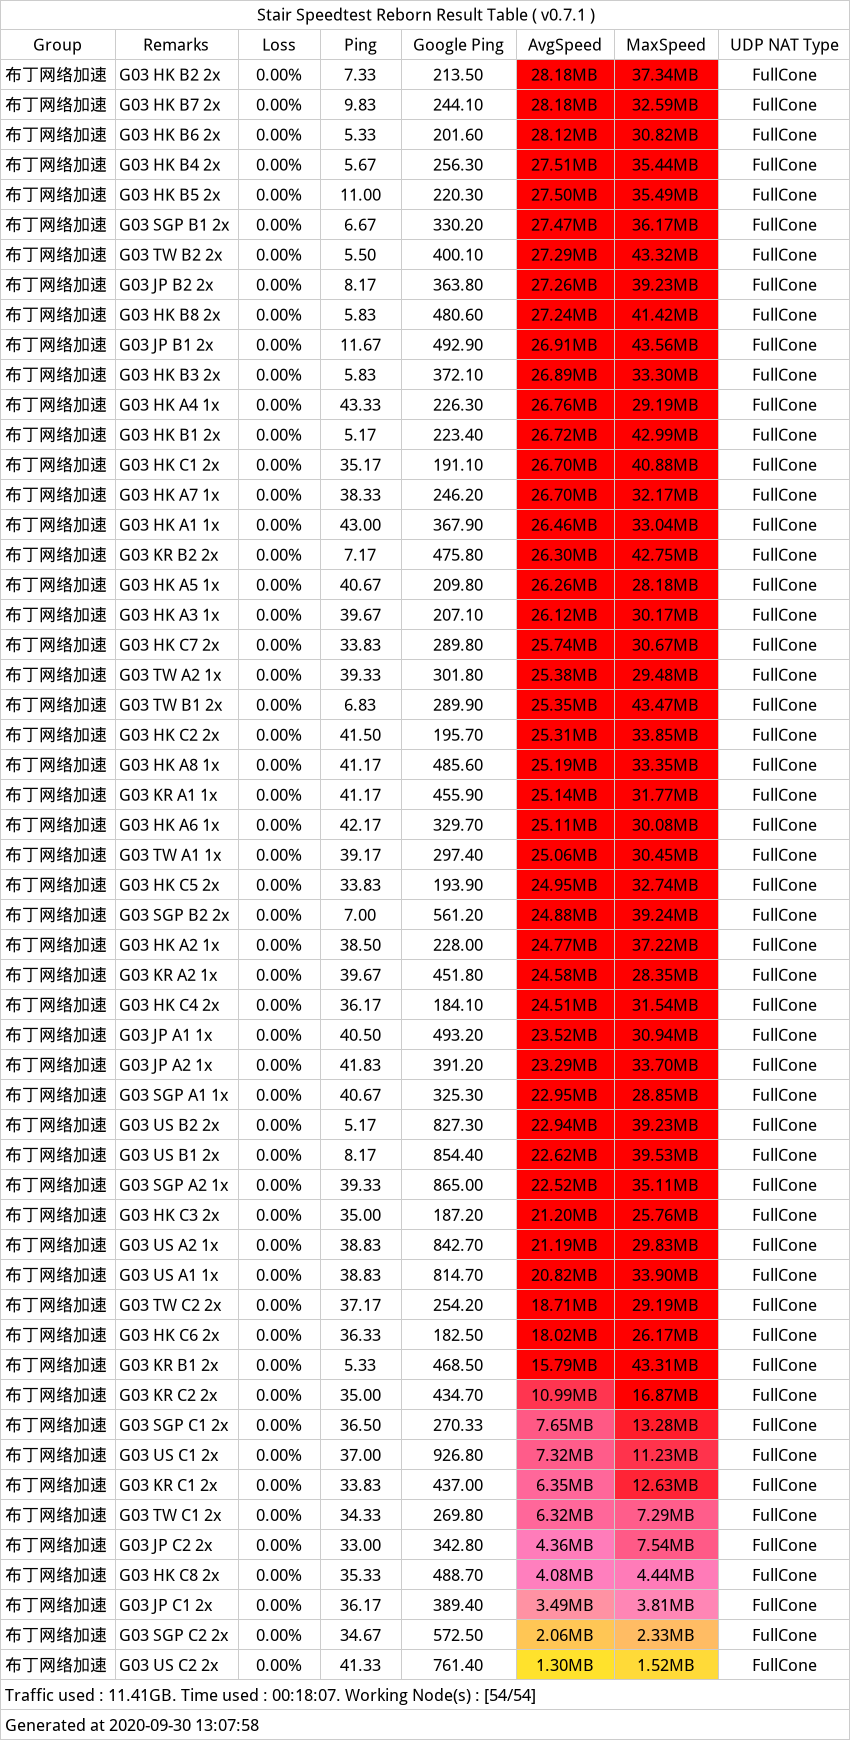 Stair Speedtest Reborn Result Table ( v0.7.1 )
Group Remarks Loss Ping Google Ping AvgSpeed MaxSpeed UDP NAT Type
布丁网络加速 G03 HK B2 2x 0.00% 7.33 213.50 28.18MB 37.34MB FullCone
布丁网络加速 G03 HK B7 2x 0.00% 9.83 244.10 28.18MB 32.59MB FullCone
布丁网络加速 G03 HK B6 2x 0.00% 5.33 201.60 28.12MB 30.82MB FullCone
布丁网络加速 G03 HK B4 2x 0.00% 5.67 256.30 27.51MB 35.44MB FullCone
布丁网络加速 G03 HK B5 2x 0.00% 11.00 220.30 27.50MB 35.49MB FullCone
布丁网络加速 G03 SGP B1 2x 0.00% 6.67 330.20 27.47MB 36.17MB FullCone
布丁网络加速 G03 TW B2 2x 0.00% 5.50 400.10 27.29MB 43.32MB FullCone
布丁网络加速 G03 JP B2 2x 0.00% 8.17 363.80 27.26MB 39.23MB FullCone
布丁网络加速 G03 HK B8 2x 0.00% 5.83 480.60 27.24MB 41.42MB FullCone
布丁网络加速 G03 JP B1 2x 0.00% 11.67 492.90 26.91MB 43.56MB FullCone
布丁网络加速 G03 HK B3 2x 0.00% 5.83 372.10 26.89MB 33.30MB FullCone
布丁网络加速 G03 HK A4 1x 0.00% 43.33 226.30 26.76MB 29.19MB FullCone
布丁网络加速 G03 HK B1 2x 0.00% 5.17 223.40 26.72MB 42.99MB FullCone
布丁网络加速 G03 HK C1 2x 0.00% 35.17 191.10 26.70MB 40.88MB FullCone
布丁网络加速 G03 HK A7 1x 0.00% 38.33 246.20 26.70MB 32.17MB FullCone
布丁网络加速 G03 HK A1 1x 0.00% 43.00 367.90 26.46MB 33.04MB FullCone
布丁网络加速 G03 KR B2 2x 0.00% 7.17 475.80 26.30MB 42.75MB FullCone
布丁网络加速 G03 HK A5 1x 0.00% 40.67 209.80 26.26MB 28.18MB FullCone
布丁网络加速 G03 HK A3 1x 0.00% 39.67 207.10 26.12MB 30.17MB FullCone
布丁网络加速 G03 HK C7 2x 0.00% 33.83 289.80 25.74MB 30.67MB FullCone
布丁网络加速 G03 TW A2 1x 0.00% 39.33 301.80 25.38MB 29.48MB FullCone
布丁网络加速 G03 TW B1 2x 0.00% 6.83 289.90 25.35MB 43.47MB FullCone
布丁网络加速 G03 HK C2 2x 0.00% 41.50 195.70 25.31MB 33.85MB FullCone
布丁网络加速 G03 HK A8 1x 0.00% 41.17 485.60 25.19MB 33.35MB FullCone
布丁网络加速 G03 KR A1 1x 0.00% 41.17 455.90 25.14MB 31.77MB FullCone
布丁网络加速 G03 HK A6 1x 0.00% 42.17 329.70 25.11MB 30.08MB FullCone
布丁网络加速 G03 TW A1 1x 0.00% 39.17 297.40 25.06MB 30.45MB FullCone
布丁网络加速 G03 HK C5 2x 0.00% 33.83 193.90 24.95MB 32.74MB FullCone
布丁网络加速 G03 SGP B2 2x 0.00% 7.00 561.20 24.88MB 39.24MB FullCone
布丁网络加速 G03 HK A2 1x 0.00% 38.50 228.00 24.77MB 37.22MB FullCone
布丁网络加速 G03 KR A2 1x 0.00% 39.67 451.80 24.58MB 28.35MB FullCone
布丁网络加速 G03 HK C4 2x 0.00% 36.17 184.10 24.51MB 31.54MB FullCone
布丁网络加速 G03 JP A1 1x 0.00% 40.50 493.20 23.52MB 30.94MB FullCone
布丁网络加速 G03 JP A2 1x 0.00% 41.83 391.20 23.29MB 33.70MB FullCone
布丁网络加速 G03 SGP A1 1x 0.00% 40.67 325.30 22.95MB 28.85MB FullCone
布丁网络加速 G03 US B2 2x 0.00% 5.17 827.30 22.94MB 39.23MB FullCone
布丁网络加速 G03 US B1 2x 0.00% 8.17 854.40 22.62MB 39.53MB FullCone
布丁网络加速 G03 SGP A2 1x 0.00% 39.33 865.00 22.52MB 35.11MB FullCone
布丁网络加速 G03 HK C3 2x 0.00% 35.00 187.20 21.20MB 25.76MB FullCone
布丁网络加速 G03 US A2 1x 0.00% 38.83 842.70 21.19MB 29.83MB FullCone
布丁网络加速 G03 US A1 1x 0.00% 38.83 814.70 20.82MB 33.90MB FullCone
布丁网络加速 G03 TW C2 2x 0.00% 37.17 254.20 18.71MB 29.19MB FullCone
布丁网络加速 G03 HK C6 2x 0.00% 36.33 182.50 18.02MB 26.17MB FullCone
布丁网络加速 G03 KR B1 2x 0.00% 5.33 468.50 15.79MB 43.31MB FullCone
布丁网络加速 G03 KR C2 2x 0.00% 35.00 434.70 10.99MB 16.87MB FullCone
布丁网络加速 G03 SGP C1 2x 0.00% 36.50 270.33 7.65MB 13.28MB FullCone
布丁网络加速 G03 US C1 2x 0.00% 37.00 926.80 7.32MB 11.23MB FullCone
布丁网络加速 G03 KR C1 2x 0.00% 33.83 437.00 6.35MB 12.63MB FullCone
布丁网络加速 G03 TW C1 2x 0.00% 34.33 269.80 6.32MB 7.29MB FullCone
布丁网络加速 G03 JP C2 2x 0.00% 33.00 342.80 4.36MB 7.54MB FullCone
布丁网络加速 G03 HK C8 2x 0.00% 35.33 488.70 4.08MB 4.44MB FullCone
布丁网络加速 G03 JP C1 2x 0.00% 36.17 389.40 3.49MB 3.81MB FullCone
布丁网络加速 G03 SGP C2 2x 0.00% 34.67 572.50 2.06MB 2.33MB FullCone
布丁网络加速 G03 US C2 2x 0.00% 41.33 761.40 1.30MB 1.52MB FullCone
Traffic used : 11.41GB. Time used : 00:18:07. Working Node(s) : [54/54]
Generated at 2020-09-30 13:07:58